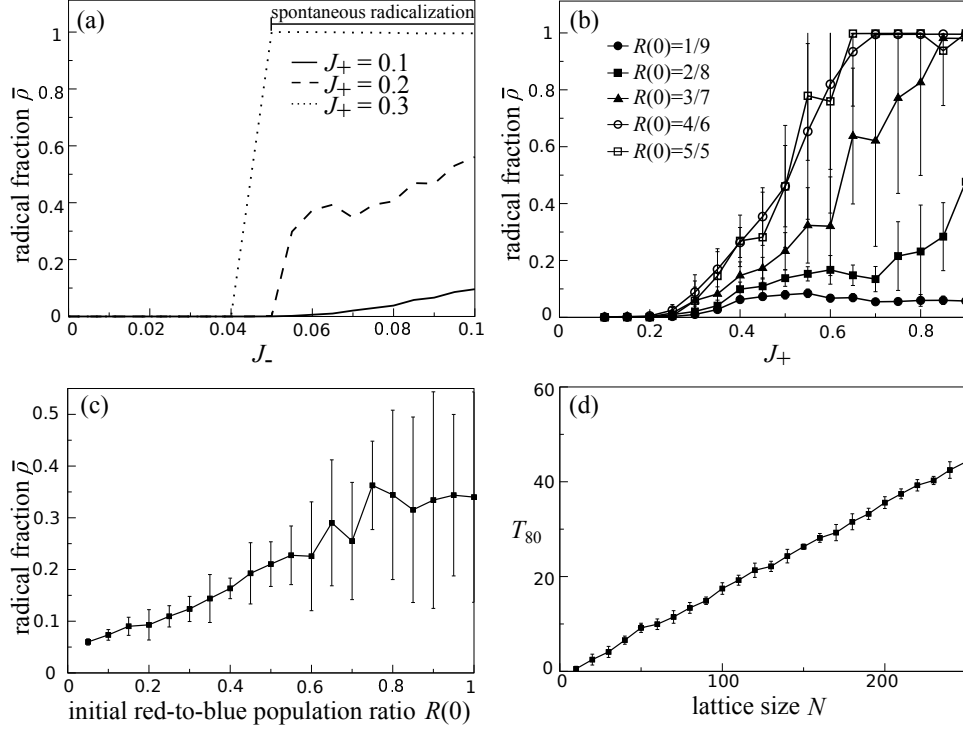 (a)
spontaneous radicalization
J₊ = 0.1
J₊ = 0.2
J₊ = 0.3
radical fraction ρ̄
1
0.8
0.6
0.4
0.2
0
0 0.02 0.04 0.06 0.08 0.1
J₋
(b)
R(0)=1/9
R(0)=2/8
R(0)=3/7
R(0)=4/6
R(0)=5/5
radical fraction ρ̄
1
0.8
0.6
0.4
0.2
0
0 0.2 0.4 0.6 0.8
J₊
(c)
radical fraction ρ̄
0.5
0.4
0.3
0.2
0.1
0
0 0.2 0.4 0.6 0.8 1
initial red-to-blue population ratio R(0)
(d)
T₈₀
60
40
20
0
0 100 200
lattice size N